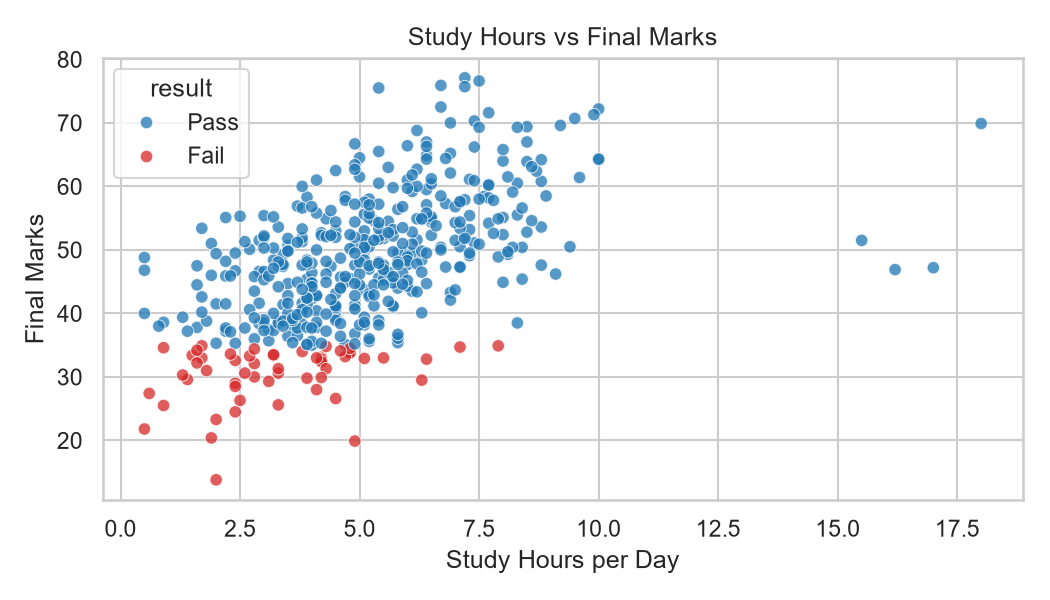 Study Hours vs Final Marks
80
70
60
50
40
30
20
Final Marks
result
Pass
Fail
0.0 2.5 5.0 7.5 10.0 12.5 15.0 17.5
Study Hours per Day